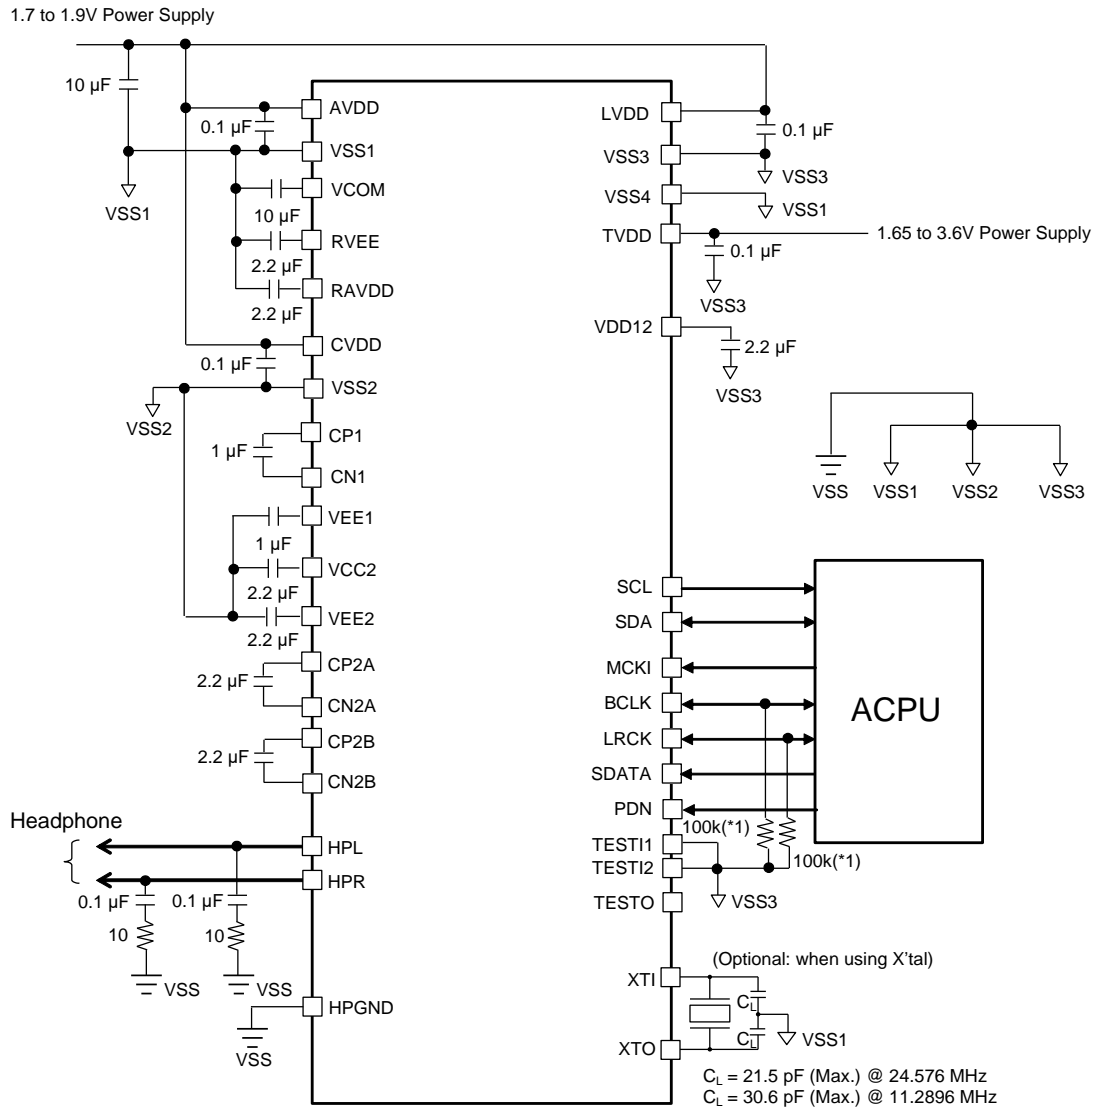 1.7 to 1.9V Power Supply
10 µF
AVDD
0.1 µF
VSS1
VSS1
VCOM
10 µF
RVEE
2.2 µF
RAVDD
2.2 µF
CVDD
0.1 µF
VSS2
VSS2
CP1
1 µF
CN1
VEE1
1 µF
VCC2
2.2 µF
VEE2
2.2 µF
CP2A
2.2 µF
CN2A
CP2B
2.2 µF
CN2B
Headphone
HPL
HPR
0.1 µF
0.1 µF
10
10
VSS
VSS
HPGND
VSS
LVDD
0.1 µF
VSS3
VSS3
VSS4
VSS1
TVDD
1.65 to 3.6V Power Supply
0.1 µF
VSS3
VDD12
2.2 µF
VSS3
VSS
VSS1
VSS2
VSS3
SCL
SDA
MCKI
BCLK
LRCK
SDATA
PDN
ACPU
100k(*1)
100k(*1)
TESTI1
TESTI2
VSS3
TESTO
(Optional: when using X'tal)
XTI
CL
CL
VSS1
XTO
CL = 21.5 pF (Max.) @ 24.576 MHz
CL = 30.6 pF (Max.) @ 11.2896 MHz